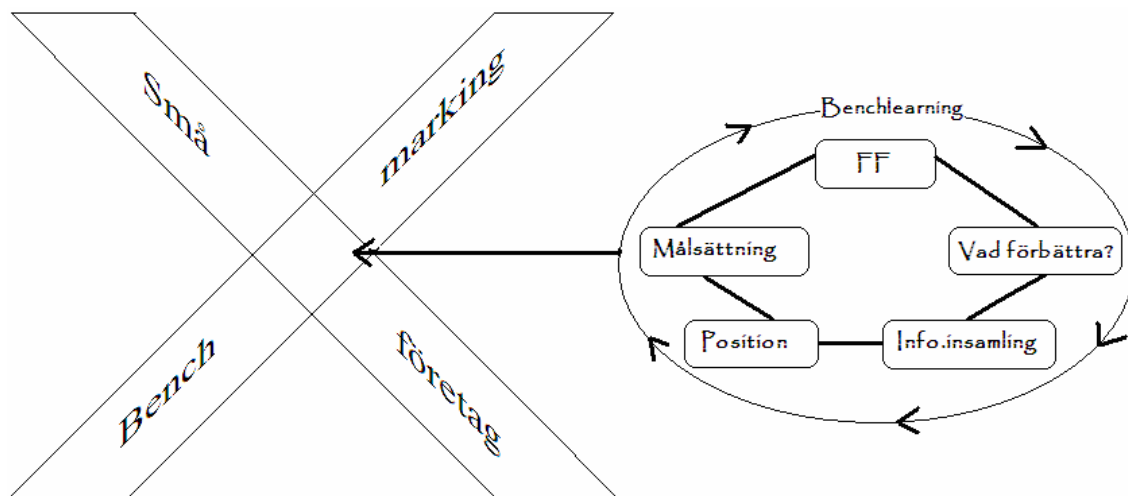 Små
marking
Bench
företag
Benchlearning
FF
Målsättning
Vad förbättra?
Position
Info.insamling